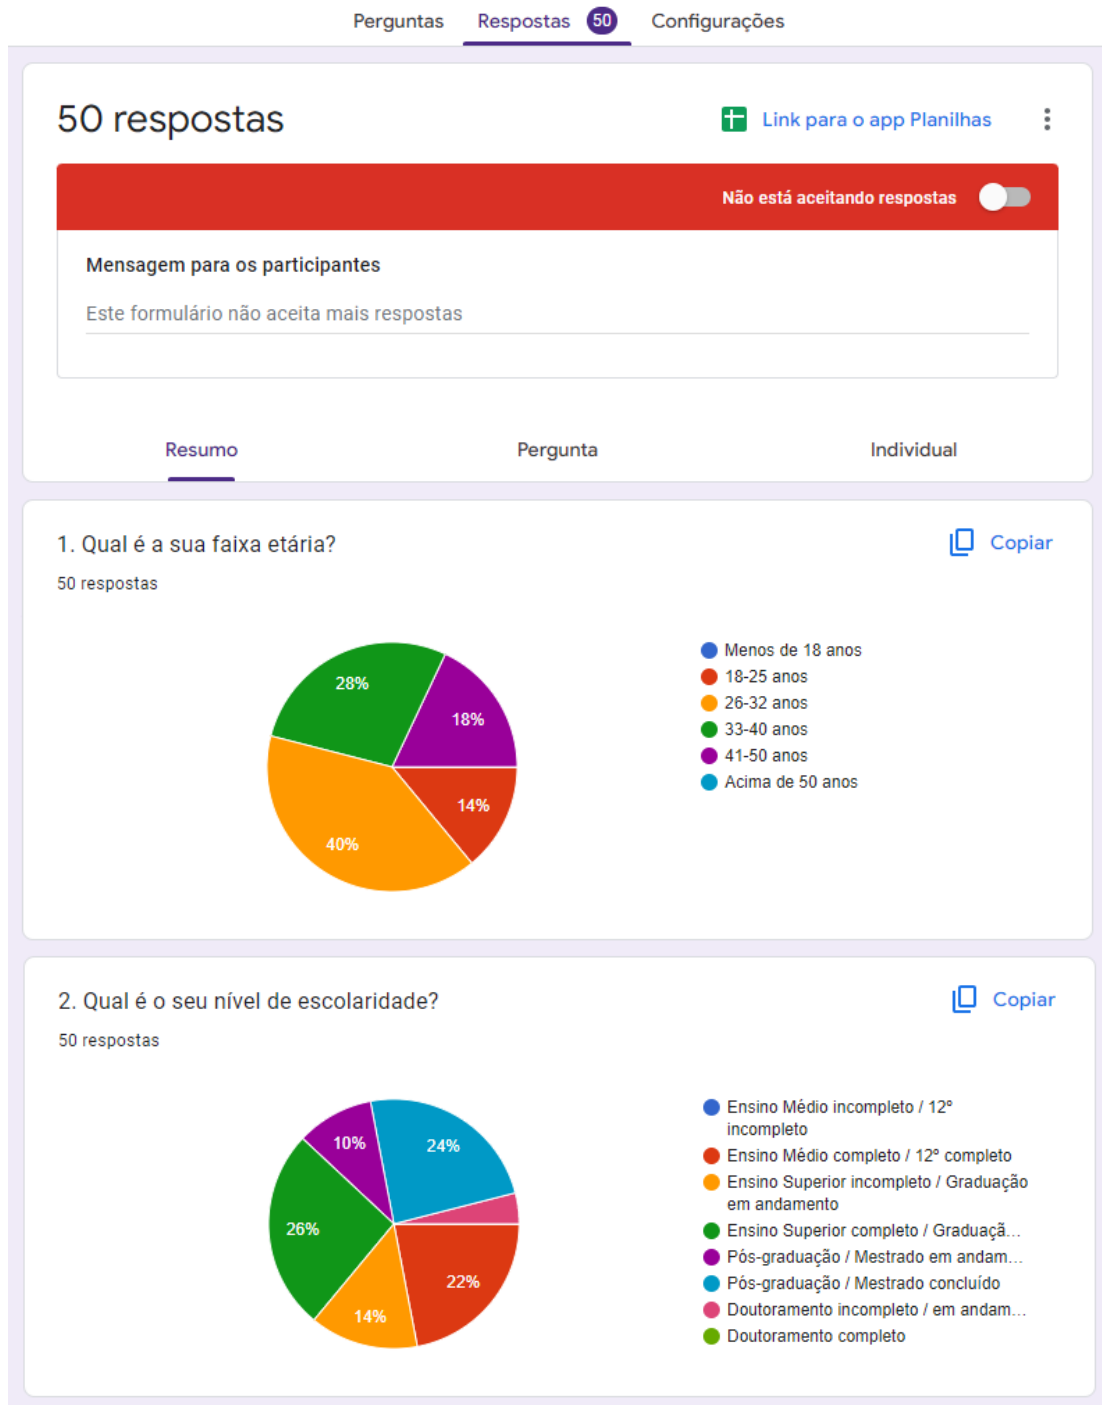 Perguntas Respostas 50 Configurações
50 respostas
Link para o app Planilhas
Não está aceitando respostas
Mensagem para os participantes
Este formulário não aceita mais respostas
Resumo Pergunta Individual
1. Qual é a sua faixa etária?
Copiar
50 respostas
28%
18%
14%
40%
Menos de 18 anos
18-25 anos
26-32 anos
33-40 anos
41-50 anos
Acima de 50 anos
2. Qual é o seu nível de escolaridade?
Copiar
50 respostas
10%
24%
26%
22%
14%
Ensino Médio incompleto / 12º
incompleto
Ensino Médio completo / 12º completo
Ensino Superior incompleto / Graduação
em andamento
Ensino Superior completo / Graduaçã...
Pós-graduação / Mestrado em andam...
Pós-graduação / Mestrado concluído
Doutoramento incompleto / em andam...
Doutoramento completo